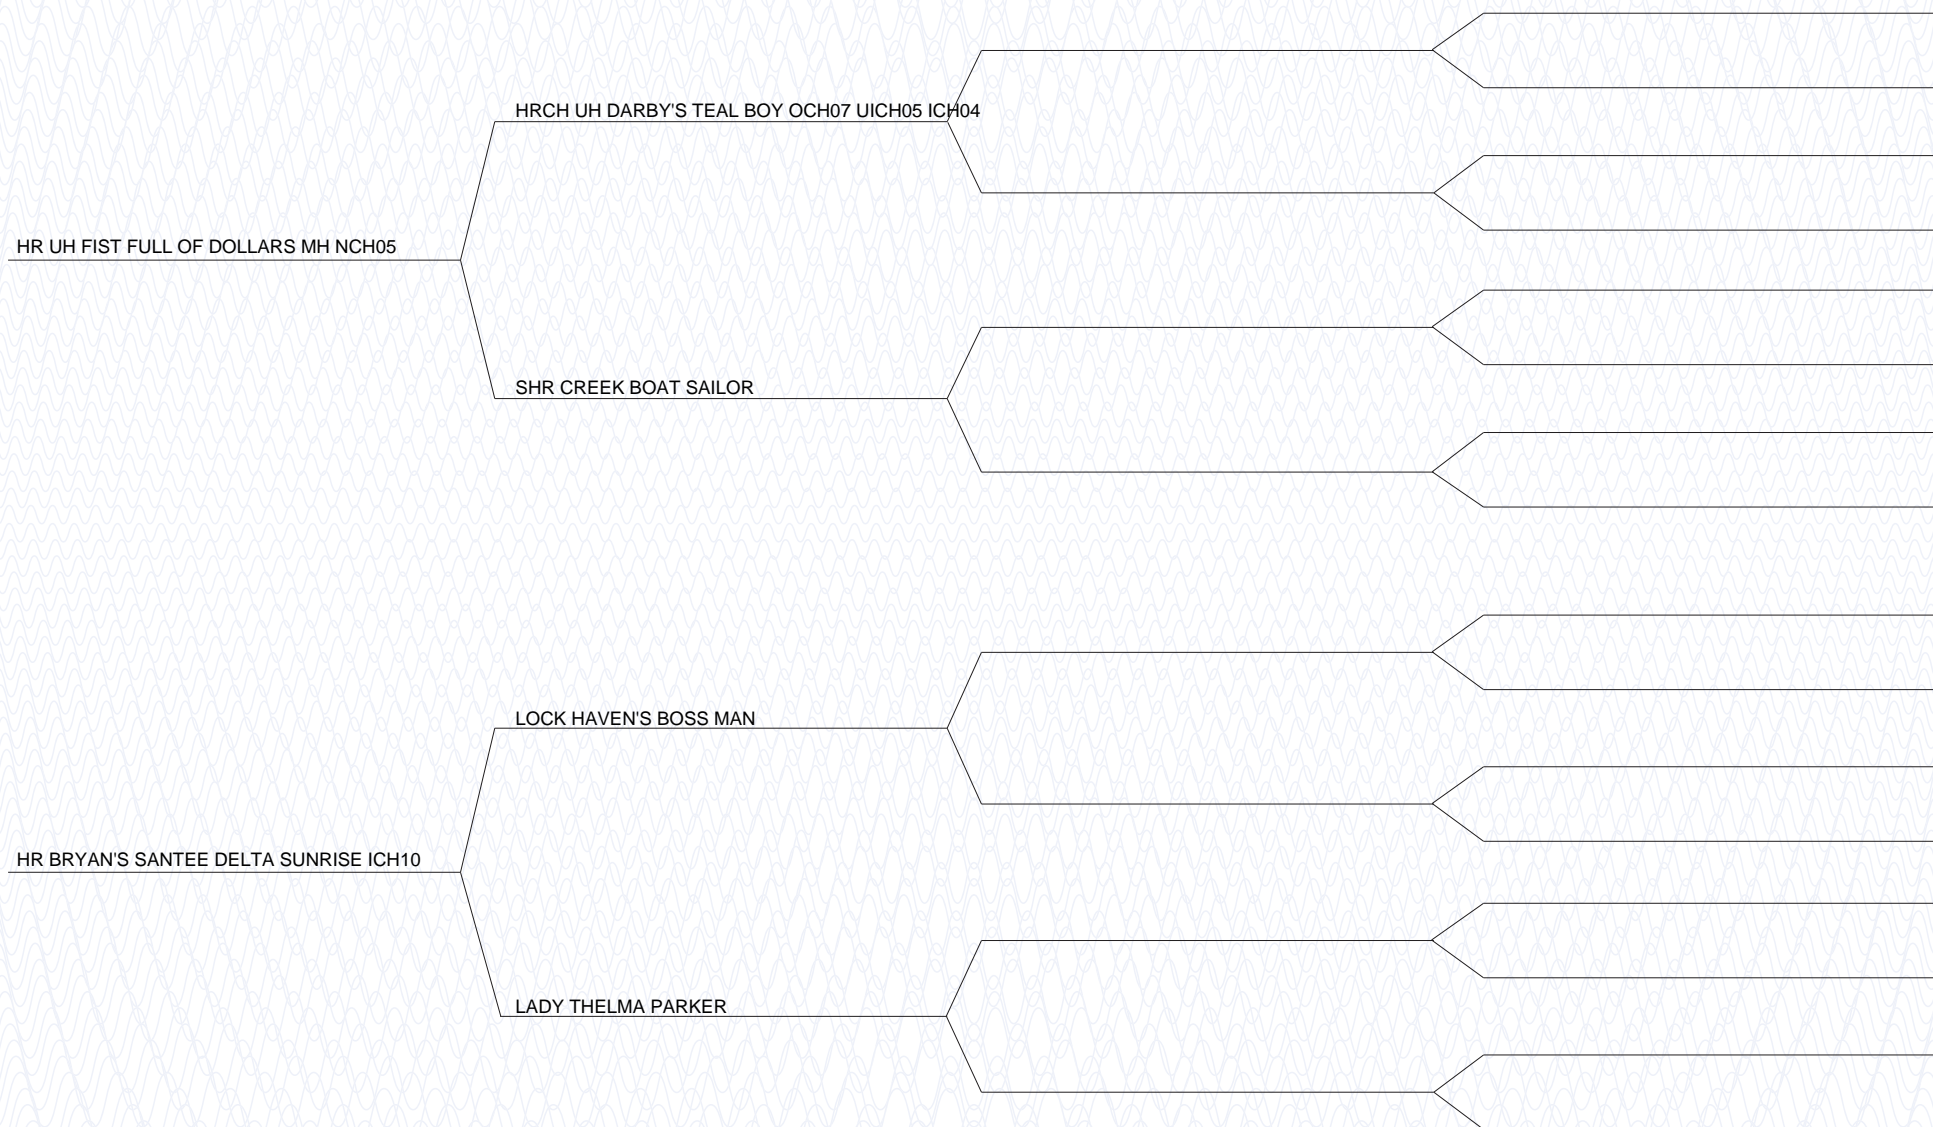 HRCH UH DARBY'S TEAL BOY OCH07 UICH05 ICH04
HR UH FIST FULL OF DOLLARS MH NCH05
SHR CREEK BOAT SAILOR
LOCK HAVEN'S BOSS MAN
HR BRYAN'S SANTEE DELTA SUNRISE ICH10
LADY THELMA PARKER